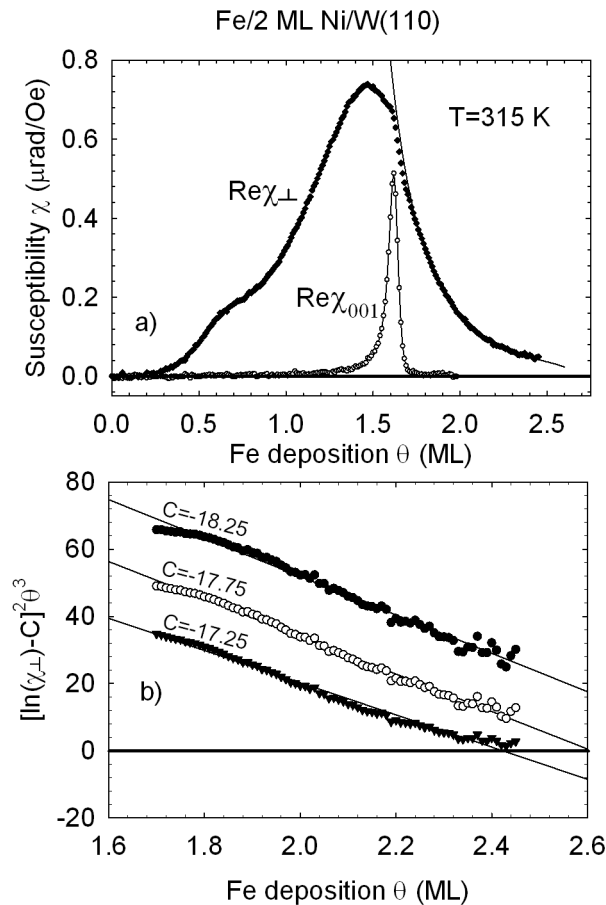 Fe/2 ML Ni/W(110)
0.8
0.6
0.4
0.2
0.0
Susceptibility χ (μrad/Oe)
T=315 K
Reχ⊥
Reχ001
a)
0.0 0.5 1.0 1.5 2.0 2.5
Fe deposition θ (ML)
80
60
40
20
0
-20
[ln(χ⊥)-C]²θ³
C=-18.25
C=-17.75
C=-17.25
b)
1.6 1.8 2.0 2.2 2.4 2.6
Fe deposition θ (ML)